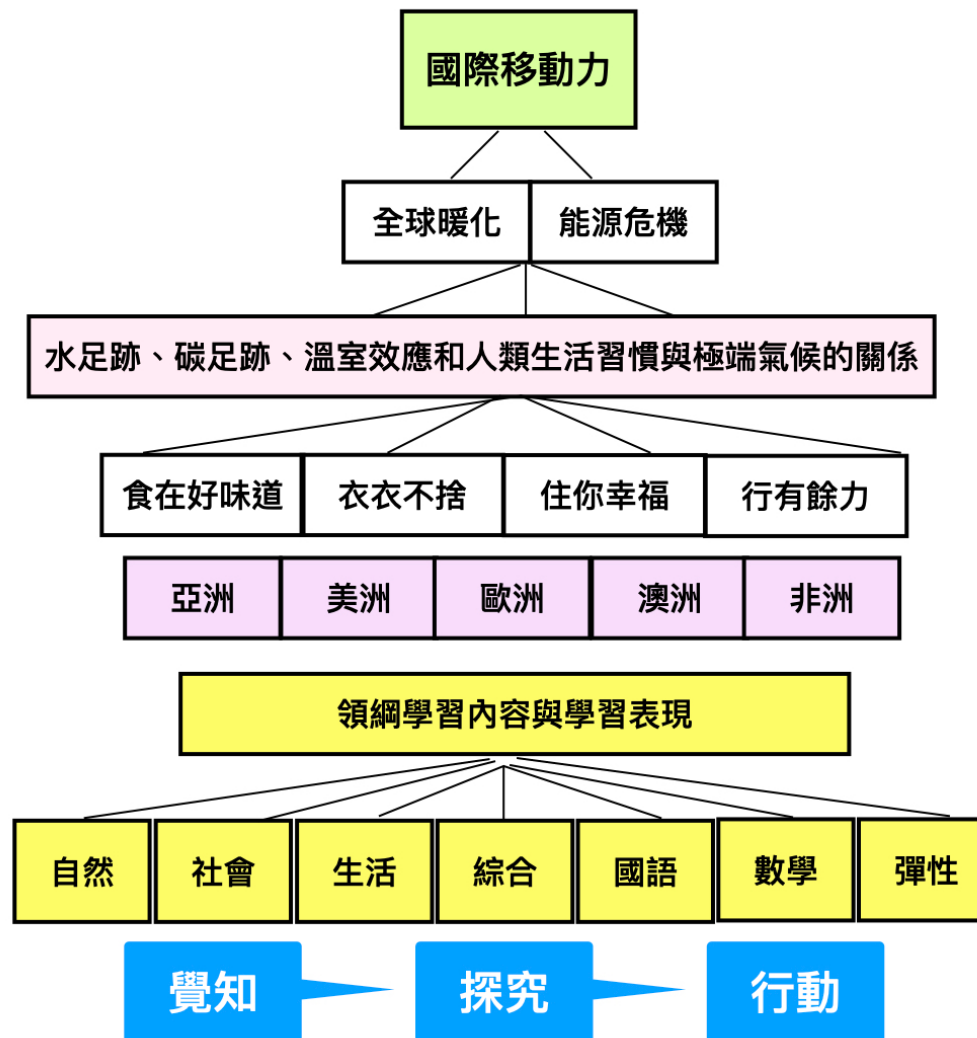 國際移動力
全球暖化
能源危機
水足跡、碳足跡、溫室效應和人類生活習慣與極端氣候的關係
食在好味道
衣衣不捨
住你幸福
行有餘力
亞洲
美洲
歐洲
澳洲
非洲
領綱學習內容與學習表現
自然
社會
生活
綜合
國語
數學
彈性
覺知
探究
行動